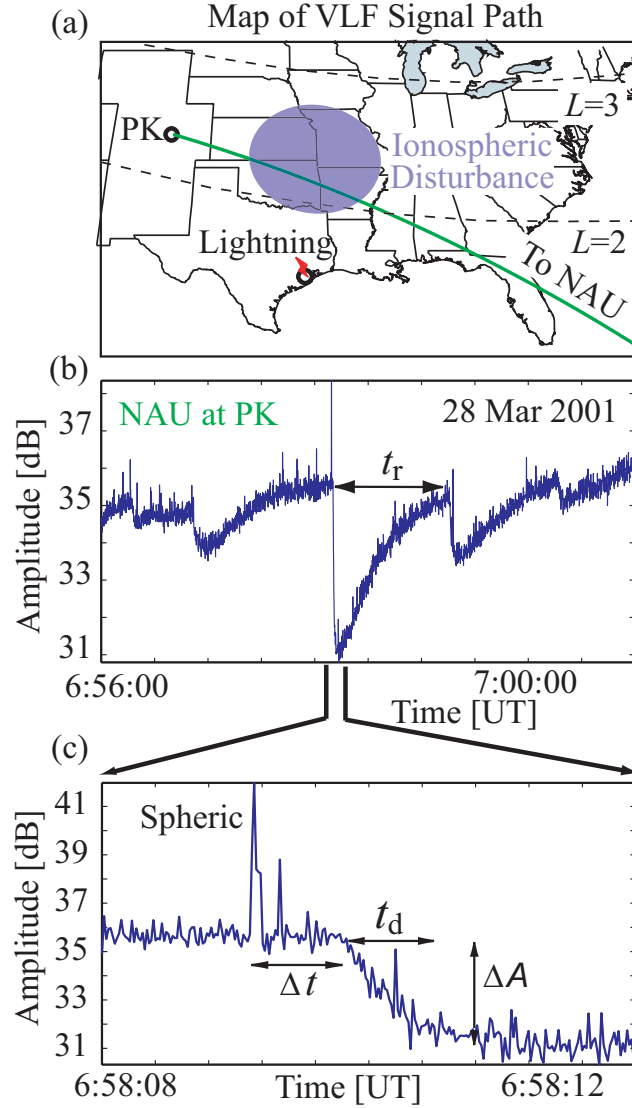 (a) Map of VLF Signal Path
PK
L=3
Ionospheric
Disturbance
Lightning
L=2
To NAU
(b)
NAU at PK
28 Mar 2001
tr
Amplitude [dB]
37
35
33
31
6:56:00
7:00:00
Time [UT]
(c)
Spheric
td
Δt
ΔA
Amplitude [dB]
41
39
37
35
33
31
6:58:08
Time [UT]
6:58:12